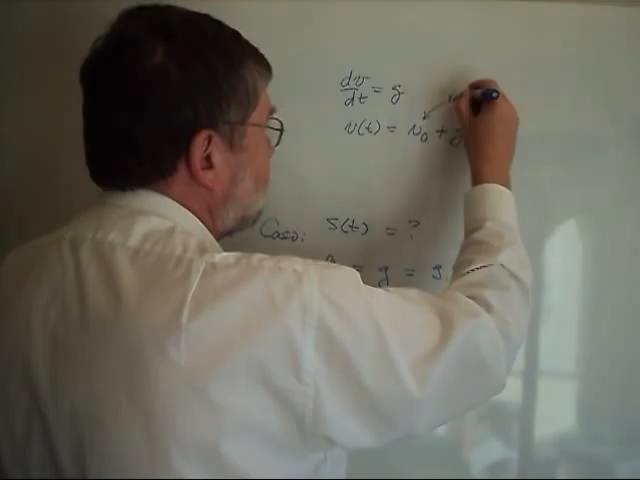 dv/dt = g
v(t) = v₀ +
Caso: s(t) = ?
= g = g